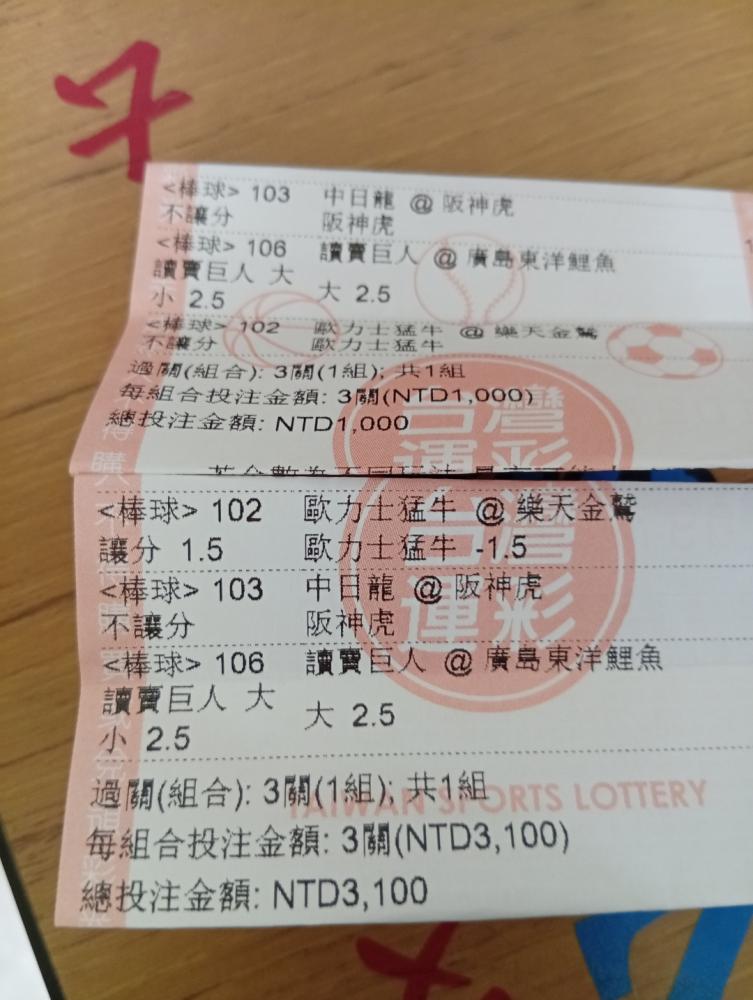 <棒球> 103 中日龍 @ 阪神虎
不讓分 阪神虎
<棒球> 106 讀賣巨人 @ 廣島東洋鯉魚
讀賣巨人 大
小 2.5 大 2.5
<棒球> 102 歐力士猛牛 @ 樂天金鷲
不讓分 歐力士猛牛
過關(組合): 3關(1組); 共1組
每組合投注金額: 3關(NTD1,000)
總投注金額: NTD1,000
台灣
運彩
<棒球> 102 歐力士猛牛 @ 樂天金鷲
讓分 1.5 歐力士猛牛 -1.5
<棒球> 103 中日龍 @ 阪神虎
不讓分 阪神虎
<棒球> 106 讀賣巨人 @ 廣島東洋鯉魚
讀賣巨人 大
小 2.5 大 2.5
台灣
運彩
過關(組合): 3關(1組); 共1組
TAIWAN SPORTS LOTTERY
每組合投注金額: 3關(NTD3,100)
總投注金額: NTD3,100